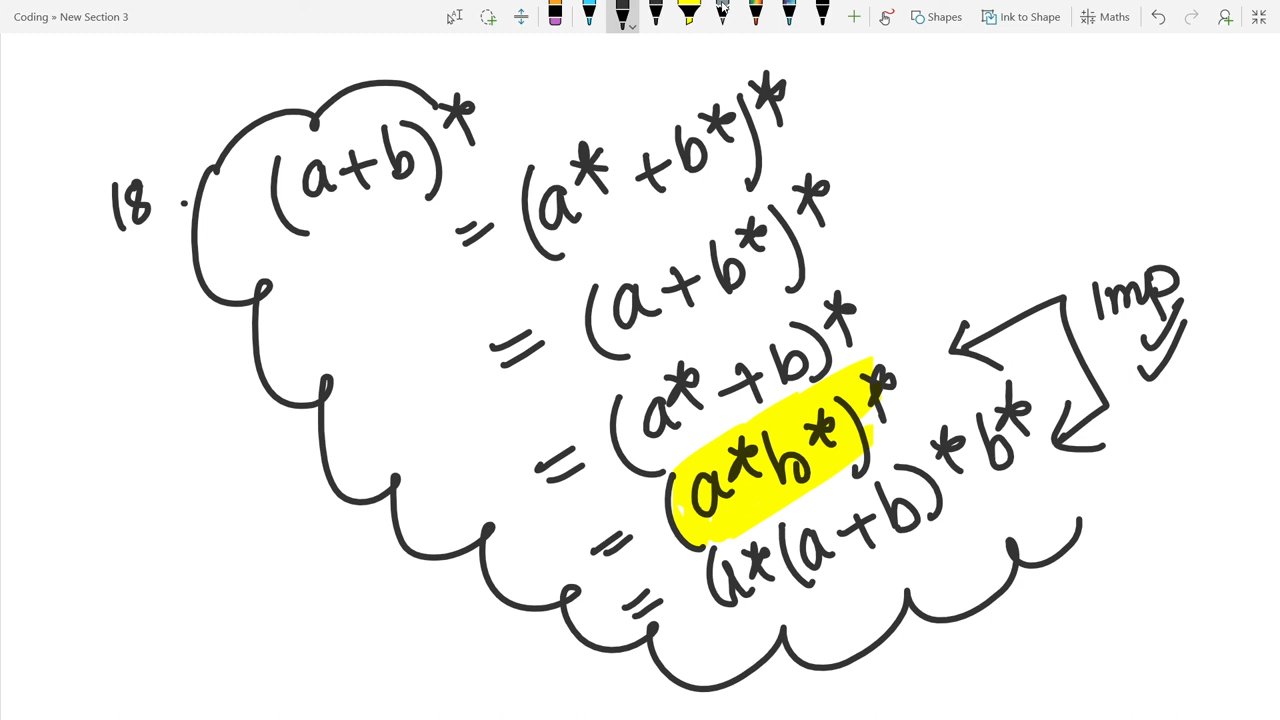 Coding » New Section 3
Shapes Ink to Shape Maths
18. (a+b)* = (a* + b*)*
= (a + b*)*
= (a* + b)*
= (a*b*)*
= a*(a+b)*b*
Imp